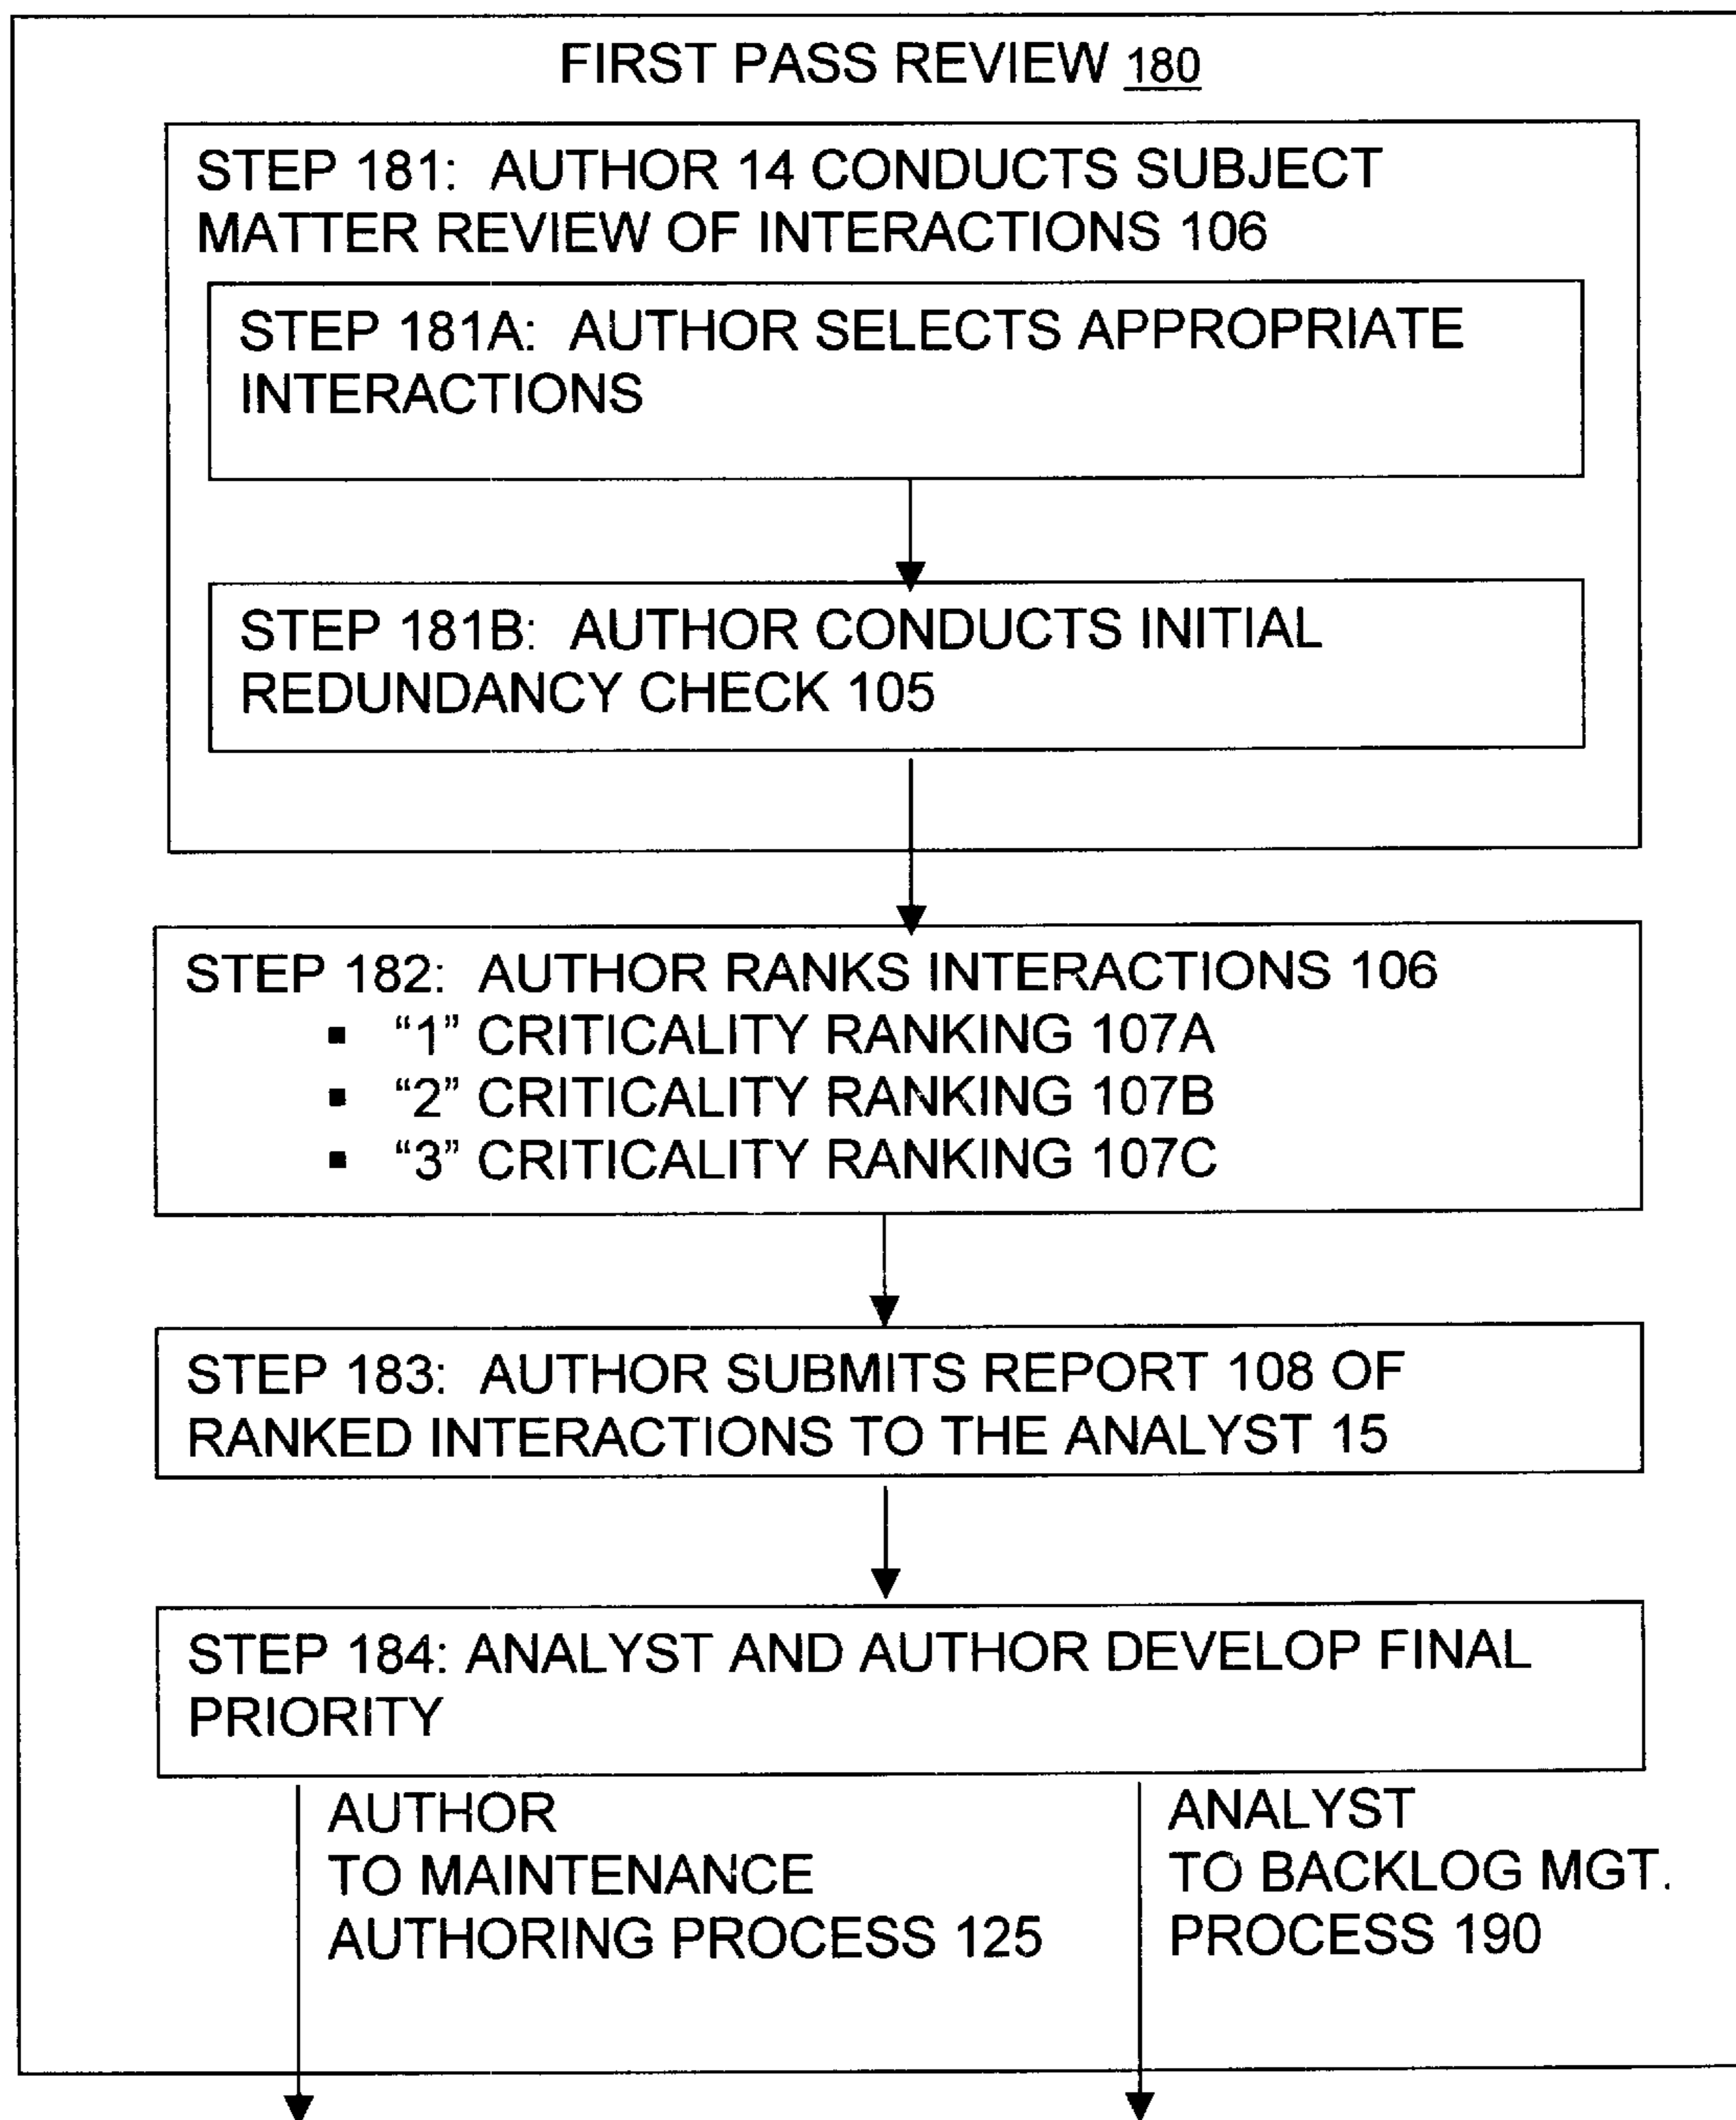 FIRST PASS REVIEW 180
STEP 181: AUTHOR 14 CONDUCTS SUBJECT
MATTER REVIEW OF INTERACTIONS 106
STEP 181A: AUTHOR SELECTS APPROPRIATE
INTERACTIONS
STEP 181B: AUTHOR CONDUCTS INITIAL
REDUNDANCY CHECK 105
STEP 182: AUTHOR RANKS INTERACTIONS 106
▪ “1” CRITICALITY RANKING 107A
▪ “2” CRITICALITY RANKING 107B
▪ “3” CRITICALITY RANKING 107C
STEP 183: AUTHOR SUBMITS REPORT 108 OF
RANKED INTERACTIONS TO THE ANALYST 15
STEP 184: ANALYST AND AUTHOR DEVELOP FINAL
PRIORITY
AUTHOR
TO MAINTENANCE
AUTHORING PROCESS 125
ANALYST
TO BACKLOG MGT.
PROCESS 190